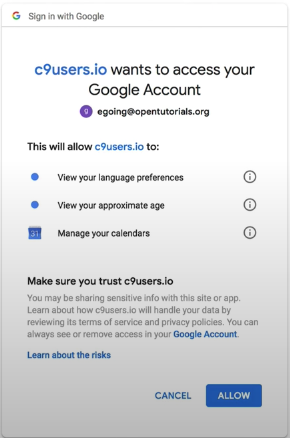 Sign in with Google
c9users.io wants to access your
Google Account
g egoing@opentutorials.org
This will allow c9users.io to:
View your language preferences
View your approximate age
31 Manage your calendars
Make sure you trust c9users.io
You may be sharing sensitive info with this site or app.
Learn about how c9users.io will handle your data by
reviewing its terms of service and privacy policies. You can
always see or remove access in your Google Account.
Learn about the risks
CANCEL ALLOW